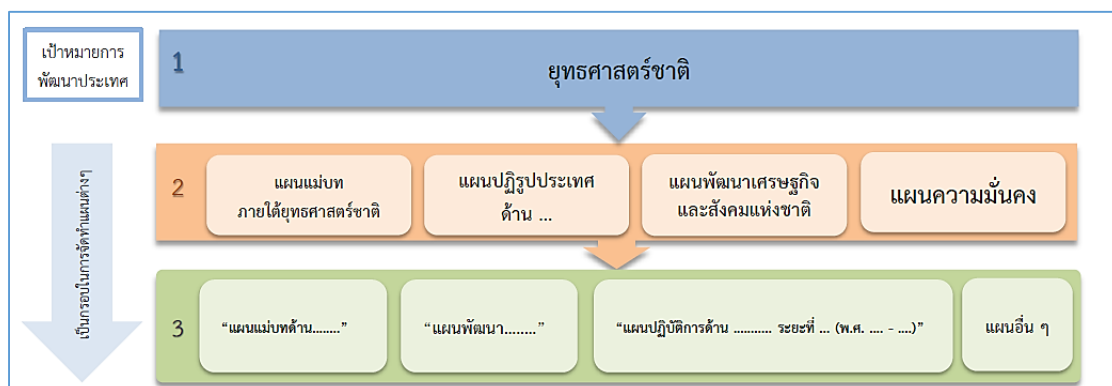 เป้าหมายการ
พัฒนาประเทศ
1
ยุทธศาสตร์ชาติ
เป็นกรอบในการจัดทำแผนต่างๆ
2
แผนแม่บท
ภายใต้ยุทธศาสตร์ชาติ
แผนปฏิรูปประเทศ
ด้าน ...
แผนพัฒนาเศรษฐกิจ
และสังคมแห่งชาติ
แผนความมั่นคง
3
“แผนแม่บทด้าน........”
“แผนพัฒนา........”
“แผนปฏิบัติการด้าน ........... ระยะที่ ... (พ.ศ. .... - ....)”
แผนอื่น ๆ